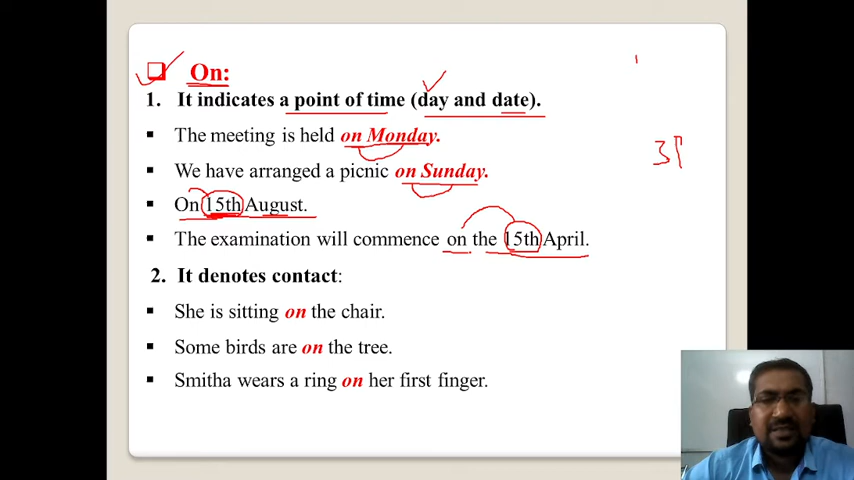 On:
1. It indicates a point of time (day and date).
▪ The meeting is held on Monday.
▪ We have arranged a picnic on Sunday.
▪ On 15th August.
▪ The examination will commence on the 15th April.
2. It denotes contact:
▪ She is sitting on the chair.
▪ Some birds are on the tree.
▪ Smitha wears a ring on her first finger.